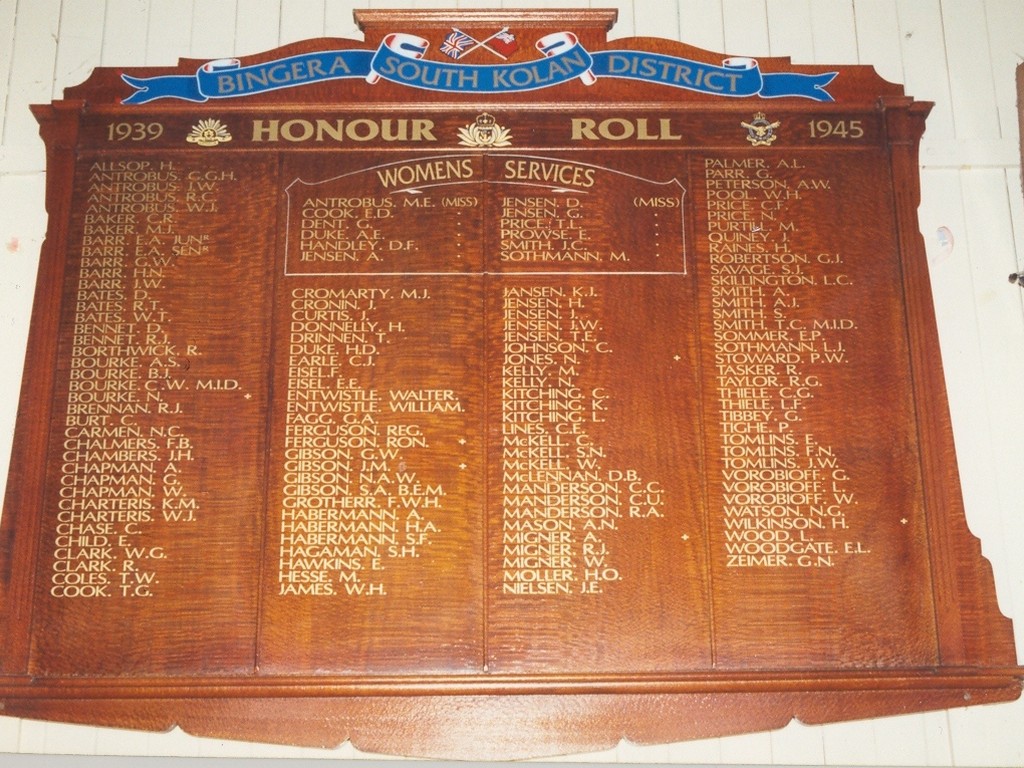 BINGERA SOUTH KOLAN DISTRICT
1939 HONOUR ROLL 1945
ALLSOP. H.
ANTROBUS. G.G.H.
ANTROBUS. J.W.
ANTROBUS. R.G.
ANTROBUS. W.J.
BAKER. C.R.
BAKER. M.J.
BARR. E.A. JUNR
BARR. E.A. SENR
BARR. G.W.
BARR. H.N.
BARR. J.W.
BATES. D.
BATES. R.T.
BATES. W.T.
BENNET. D.
BENNET. R.J.
BORTHWICK. R.
BOURKE. A.S.
BOURKE. B.J.
BOURKE. C.W. M.I.D.
BOURKE. N. +
BRENNAN. R.J.
BURT. C.
CARMEN. N.C.
CHALMERS. F.B.
CHAMBERS. J.H.
CHAPMAN. A.
CHAPMAN. G.
CHAPMAN. W.
CHARTERIS. K.M.
CHARTERIS. W.J.
CHASE. C.
CHILD. E.
CLARK. W.G.
CLARK. R.
COLES. T.W.
COOK. T.G.
WOMENS SERVICES
ANTROBUS. M.E. (MISS)
COOK. E.D. :
DENT. G. :
DUKE. A.E. :
HANDLEY. D.F. :
JENSEN. A. :
JENSEN. D. (MISS)
JENSEN. G. :
PRICE. T.L. :
PROWSE. E. :
SMITH. J.C. :
SOTHMANN. M. :
CROMARTY. M.J.
CRONIN. J.
CURTIS. J.
DONNELLY. H.
DRINNEN. T.
DUKE. H.D.
EARLE. C.J.
EISEL.F.
EISEL. E.E.
ENTWISTLE. WALTER.
ENTWISTLE. WILLIAM.
FAGG. G.A.
FERGUSON. REG.
FERGUSON. RON. +
GIBSON. G.W.
GIBSON. J.M. +
GIBSON. N.A.W.
GIBSON. S.A. B.E.M.
GROTHERR. F.W.H.
HABERMANN. A.
HABERMANN. H.A.
HABERMANN. S.F.
HAGAMAN. S.H.
HAWKINS. E.
HESSE. M.
JAMES. W.H.
JANSEN. K.J.
JENSEN. H.
JENSEN. J.
JENSEN. J.W.
JENSEN. T.E.
JOHNSON. C.
JONES. N. +
KELLY. M.
KELLY. N.
KITCHING. C.
KITCHING. K.
KITCHING. L.
LINES. C.E.
McKELL. C.
McKELL. S.N.
McKELL. W.
McLENNAN. D.B.
MANDERSON. C.C.
MANDERSON. C.U.
MANDERSON. R.A.
MASON. A.N.
MIGNER. A. +
MIGNER. R.J.
MIGNER. W.
MOLLER. H.O.
NIELSEN. J.E.
PALMER. A.L.
PARR. G.
PETERSON. A.W.
POOL. W.H.
PRICE. C.F.
PRICE. N.
PURTILL. M.
QUINEY. J.
RAINES. H.
ROBERTSON. G.J.
SAVAGE. S.J.
SKILLINGTON. L.C.
SMITH. A.
SMITH. A.J.
SMITH. S.
SMITH. T.C. M.I.D.
SOMMER. E.P.
SOTHMANN. L.J.
STOWARD. P.W.
TASKER. R.
TAYLOR. R.G.
THIELE. C.G.
THIELE. L.F.
TIBBEY. G.
TIGHE. P.
TOMLINS. E.
TOMLINS. F.N.
TOMLINS. J.W.
VOROBIOFF. G.
VOROBIOFF. L.
VOROBIOFF. W.
WATSON. N.G.
WILKINSON. H. +
WOOD. L.
WOODGATE. E.L.
ZEIMER. G.N.